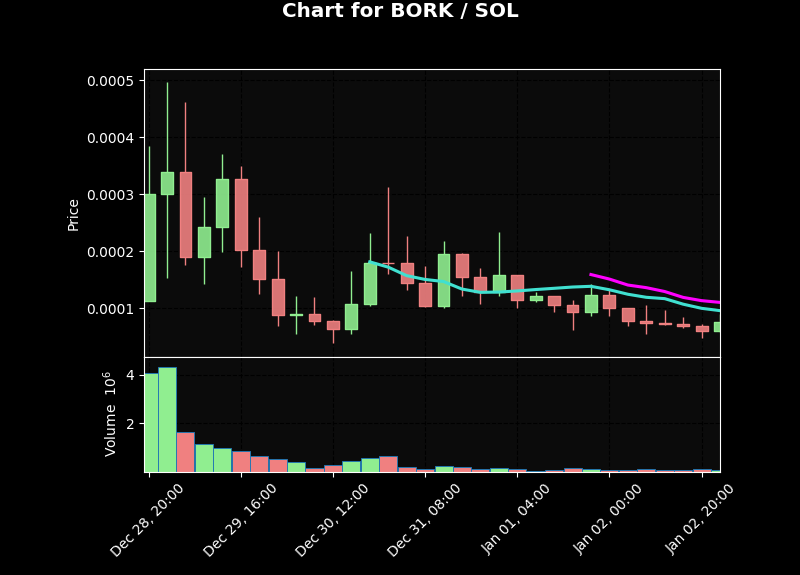 Chart for BORK / SOL
0.0005
0.0004
0.0003
0.0002
0.0001
Price
4
2
Volume 10⁶
Dec 28, 20:00
Dec 29, 16:00
Dec 30, 12:00
Dec 31, 08:00
Jan 01, 04:00
Jan 02, 00:00
Jan 02, 20:00